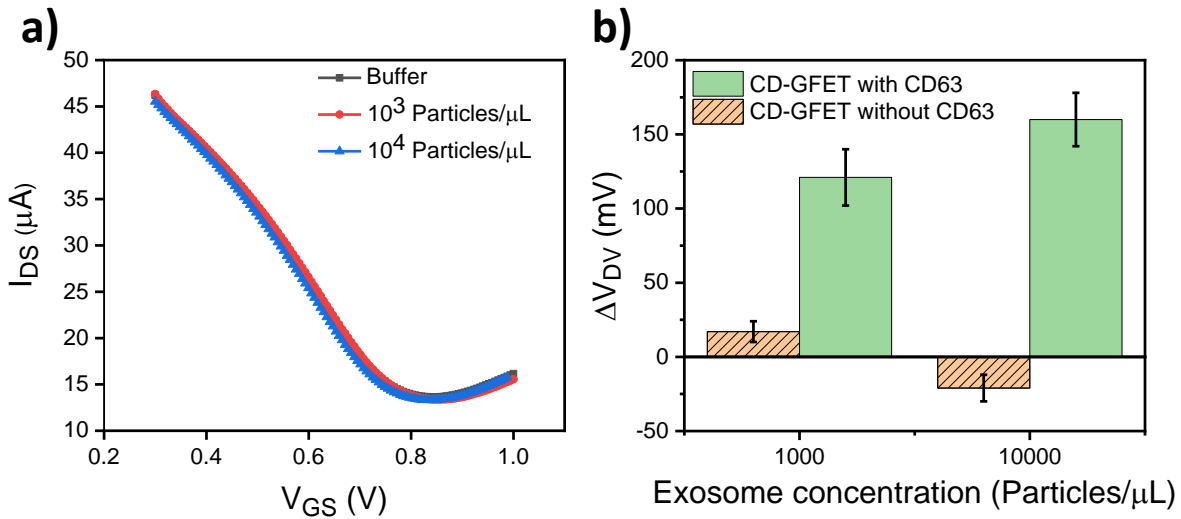 a)
50
45
40
35
30
25
20
15
10
I_DS (μA)
Buffer
10³ Particles/μL
10⁴ Particles/μL
0.2 0.4 0.6 0.8 1.0
V_GS (V)
b)
200
150
100
50
0
-50
ΔV_DV (mV)
CD-GFET with CD63
CD-GFET without CD63
1000 10000
Exosome concentration (Particles/μL)